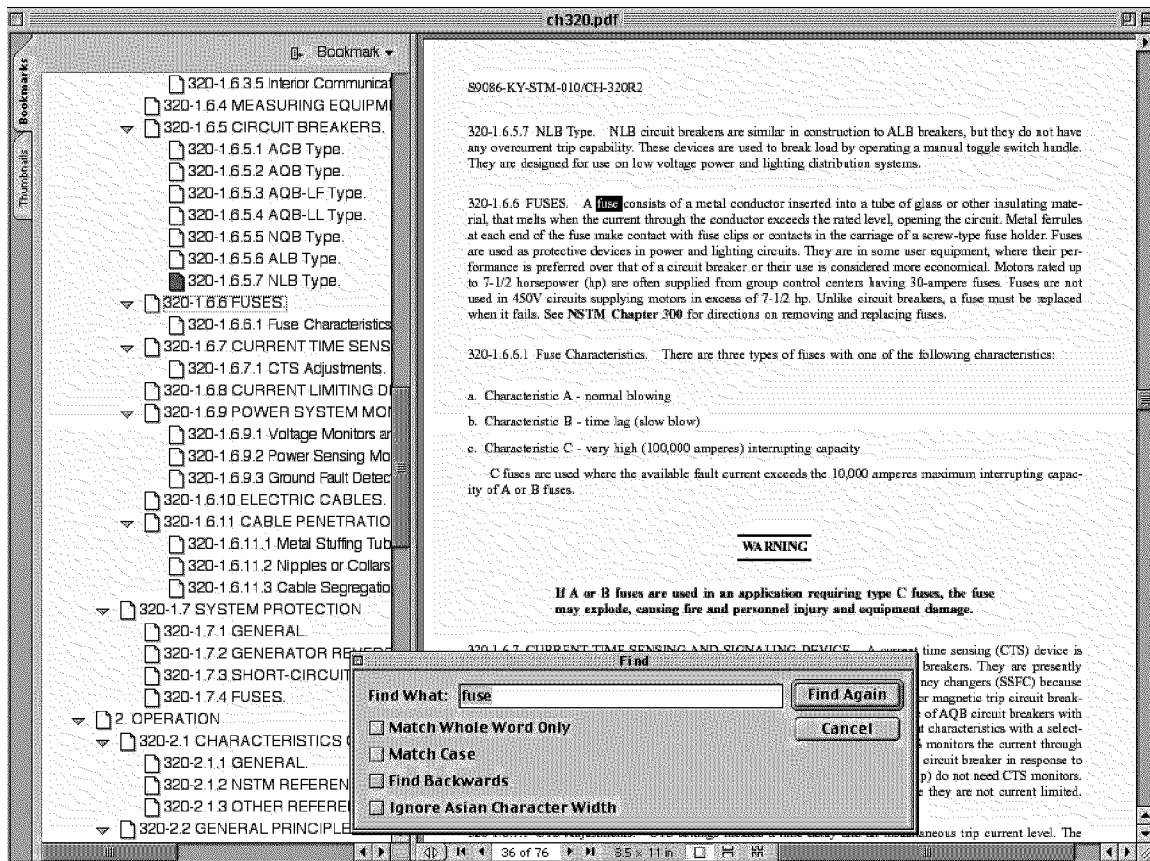 ch320.pdf
Bookmarks
Thumbnails
Bookmark
320-1.6.3.5 Interior Communicat
320-1.6.4 MEASURING EQUIPM
320-1.6.5 CIRCUIT BREAKERS.
320-1.6.5.1 ACB Type.
320-1.6.5.2 AQB Type.
320-1.6.5.3 AQB-LF Type.
320-1.6.5.4 AQB-LL Type.
320-1.6.5.5 NQB Type.
320-1.6.5.6 ALB Type.
320-1.6.5.7 NLB Type.
320-1.6.6 FUSES.
320-1.6.6.1 Fuse Characteristics
320-1.6.7 CURRENT TIME SENS
320-1.6.7.1 CTS Adjustments.
320-1.6.8 CURRENT LIMITING DI
320-1.6.9 POWER SYSTEM MON
320-1.6.9.1 Voltage Monitors an
320-1.6.9.2 Power Sensing Mo
320-1.6.9.3 Ground Fault Detec
320-1.6.10 ELECTRIC CABLES.
320-1.6.11 CABLE PENETRATIO
320-1.6.11.1 Metal Stuffing Tub
320-1.6.11.2 Nipples or Collars
320-1.6.11.3 Cable Segregatio
320-1.7 SYSTEM PROTECTION
320-1.7.1 GENERAL.
320-1.7.2 GENERATOR REVERS
320-1.7.3 SHORT-CIRCUIT
320-1.7.4 FUSES.
2. OPERATION
320-2.1 CHARACTERISTICS
320-2.1.1 GENERAL.
320-2.1.2 NSTM REFEREN
320-2.1.3 OTHER REFERE
320-2.2 GENERAL PRINCIPLE
S9086-KY-STM-010/CH-320R2
320-1.6.5.7 NLB Type. NLB circuit breakers are similar in construction to ALB breakers, but they do not have
any overcurrent trip capability. These devices are used to break load by operating a manual toggle switch handle.
They are designed for use on low voltage power and lighting distribution systems.
320-1.6.6 FUSES. A fuse consists of a metal conductor inserted into a tube of glass or other insulating mate-
rial, that melts when the current through the conductor exceeds the rated level, opening the circuit. Metal ferrules
at each end of the fuse make contact with fuse clips or contacts in the carriage of a screw-type fuse holder. Fuses
are used as protective devices in power and lighting circuits. They are in some user equipment, where their per-
formance is preferred over that of a circuit breaker or their use is considered more economical. Motors rated up
to 7-1/2 horsepower (hp) are often supplied from group control centers having 30-ampere fuses. Fuses are not
used in 450V circuits supplying motors in excess of 7-1/2 hp. Unlike circuit breakers, a fuse must be replaced
when it fails. See NSTM Chapter 300 for directions on removing and replacing fuses.
320-1.6.6.1 Fuse Characteristics. There are three types of fuses with one of the following characteristics:
a. Characteristic A - normal blowing
b. Characteristic B - time lag (slow blow)
c. Characteristic C - very high (100,000 amperes) interrupting capacity
C fuses are used where the available fault current exceeds the 10,000 amperes maximum interrupting capac-
ity of A or B fuses.
WARNING
If A or B fuses are used in an application requiring type C fuses, the fuse
may explode, causing fire and personnel injury and equipment damage.
320-1.6.7 CURRENT TIME SENSING AND SIGNALING DEVICE. A current time sensing (CTS) device is
breakers. They are presently
ncy changers (SSFC) because
er magnetic trip circuit break-
of AQB circuit breakers with
t characteristics with a select-
monitors the current through
circuit breaker in response to
p) do not need CTS monitors.
e they are not current limited.
Find
Find What: fuse
Find Again
Cancel
Match Whole Word Only
Match Case
Find Backwards
Ignore Asian Character Width
taneous trip current level. The
36 of 76
8.5 x 11 in